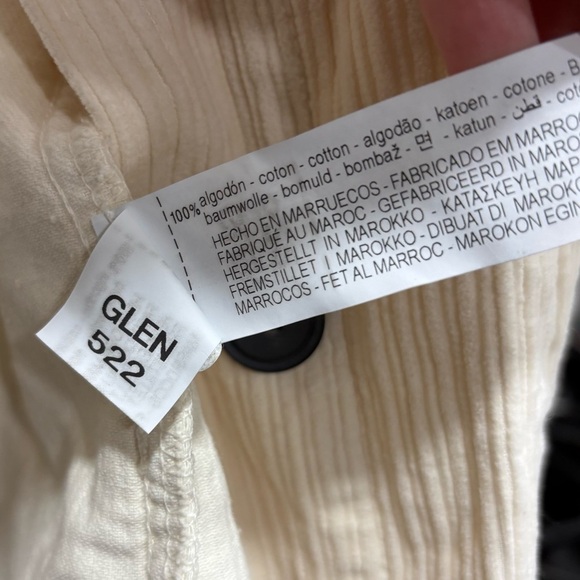 100% algodón - coton - cotton - algodão - katoen - cotone - B
baumwolle - bomuld - bombaž - 면 - katun - قطن -
HECHO EN MARRUECOS - FABRICADO EM MARRO
FABRIQUÉ AU MAROC - GEFABRICEERD IN MARO
HERGESTELLT IN MAROKKO - ΚΑΤΑΣΚΕΥΗ ΜΑΡ
FREMSTILLET I MAROKKO - DIBUAT DI MAROK
MARROCOS - FET AL MARROC - MAROKON EGIN
GLEN
522